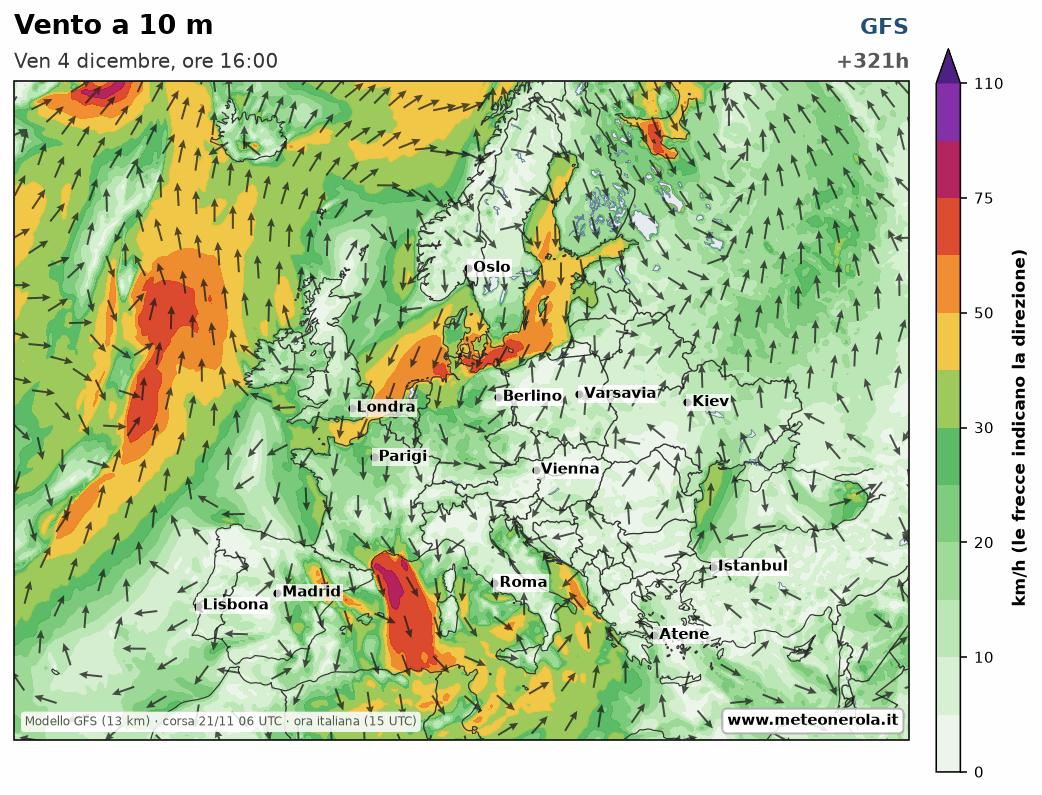 Vento a 10 m
GFS
Ven 4 dicembre, ore 16:00
+321h
110
75
50
30
20
10
0
km/h (le frecce indicano la direzione)
Oslo
Londra
Berlino
Varsavia
Kiev
Parigi
Vienna
Istanbul
Roma
Madrid
Lisbona
Atene
Modello GFS (13 km) · corsa 21/11 06 UTC · ora italiana (15 UTC)
www.meteonerola.it